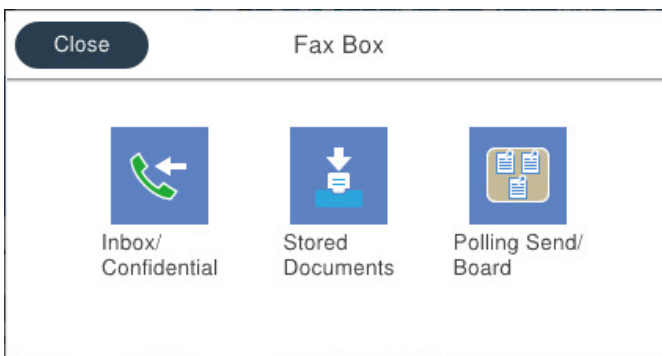 Close
Fax Box
Inbox/
Confidential
Stored
Documents
Polling Send/
Board